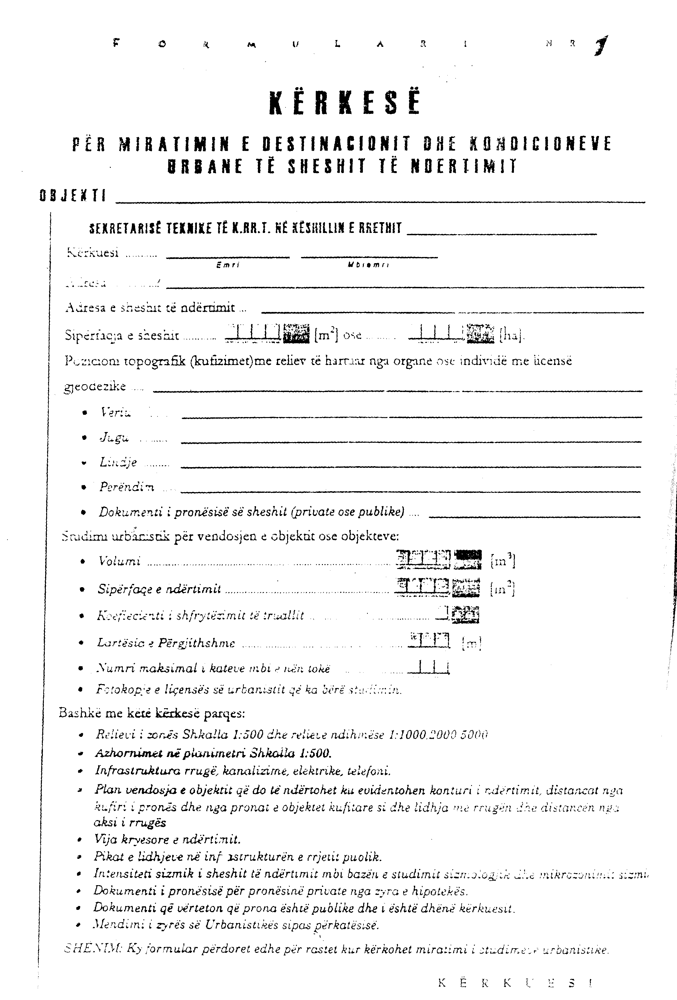 FORMULARI NR 1
KËRKESË
PËR MIRATIMIN E DESTINACIONIT DHE KONDICIONEVE
URBANE TË SHESHIT TË NDERTIMIT
OBJEKTI
SEKRETARISË TEKNIKE TË K.RR.T. NË KËSHILLIN E RRETHIT
Kërkuesi ..........
Emri Mbiemri
Adresa
Adresa e sheshit të ndërtimit ...
Sipërfaqja e sheshit ........... [m²] ose .......... [ha].
Pozicioni topografik (kufizimet)me reliev të hartuar nga organe ose individë me licensë
gjeodezike ....
• Veriu ....
• Jugu ........
• Lindje ........
• Perëndim ....
• Dokumenti i pronësisë së sheshit (private ose publike) ....
Studimi urbanistik për vendosjen e objektit ose objekteve:
• Volumi .......... [m³]
• Sipërfaqe e ndërtimit .......... [m²]
• Koefiecienti i shfrytëzimit të truallit ..........
• Lartësia e Përgjithshme .......... [m]
• Numri maksimal i kateve mbi e nën tokë ..........
• Fotokopje e liçensës së urbanistit që ka bërë studimin.
Bashkë me këtë kërkesë parqes:
• Relievi i zonës Shkalla 1:500 dhe relieve ndihmëse 1:1000,2000 5000
• Azhornimet në planimetri Shkalla 1:500.
• Infrastruktura rrugë, kanalizime, elektrike, telefoni.
• Plan vendosja e objektit që do të ndërtohet ku evidentohen konturi i ndërtimit, distancat nga
kufiri i pronës dhe nga pronat e objektet kufitare si dhe lidhja me rrugën dhe distancën nga
aksi i rrugës
• Vija kryesore e ndërtimit.
• Pikat e lidhjeve në infrastrukturën e rrjetit publik.
• Intensiteti sizmik i sheshit të ndërtimit mbi bazën e studimit sizmologjik dhe mikrozonimit
• Dokumenti i pronësisë për pronësinë private nga zyra e hipotekës.
• Dokumenti që vërteton që prona është publike dhe i është dhënë kërkuesit.
• Mendimi i zyrës së Urbanistikës sipas përkatësisë.
SHËNIM: Ky formular përdoret edhe për rastet kur kërkohet miratimi i studimeve urbanistike.
KËRKUESI